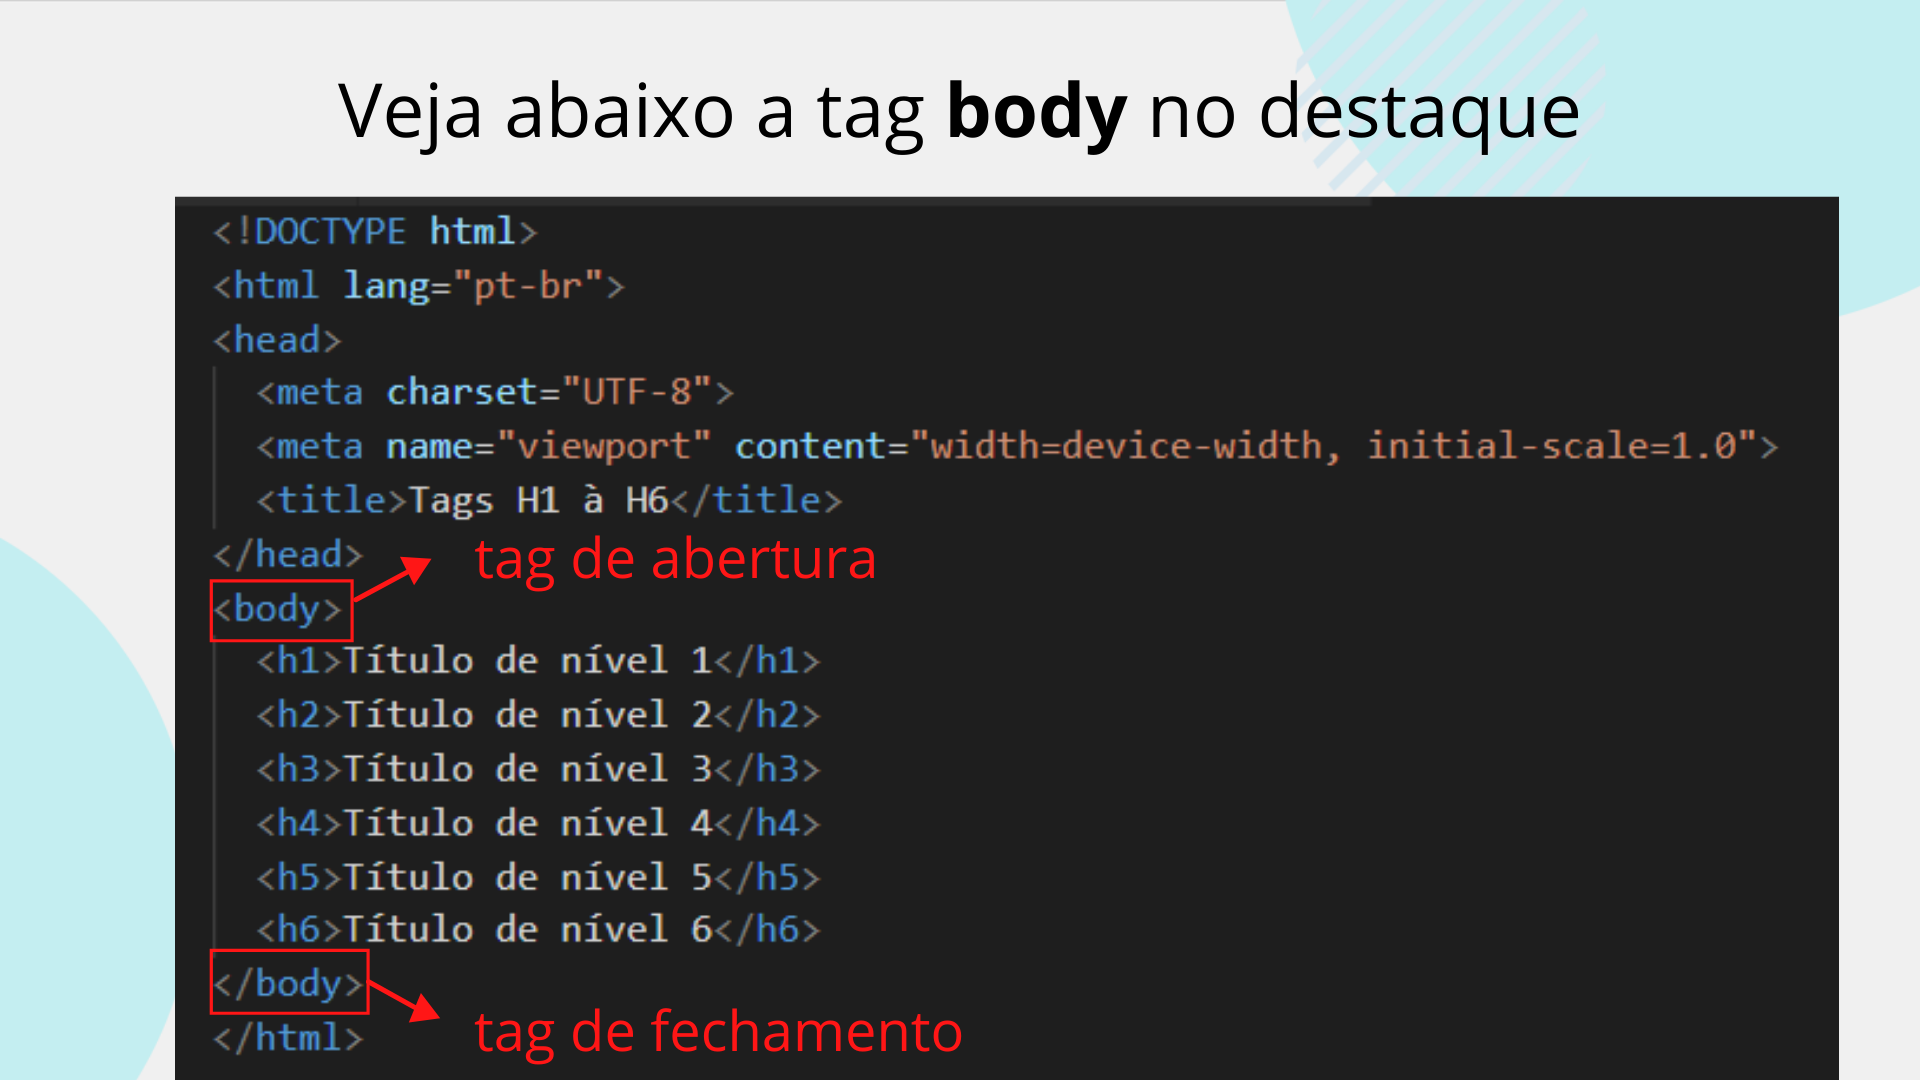 Veja abaixo a tag body no destaque
<!DOCTYPE html>
<html lang="pt-br">
<head>
<meta charset="UTF-8">
<meta name="viewport" content="width=device-width, initial-scale=1.0">
<title>Tags H1 à H6</title>
</head>
tag de abertura
<body>
<h1>Título de nível 1</h1>
<h2>Título de nível 2</h2>
<h3>Título de nível 3</h3>
<h4>Título de nível 4</h4>
<h5>Título de nível 5</h5>
<h6>Título de nível 6</h6>
</body>
tag de fechamento
</html>